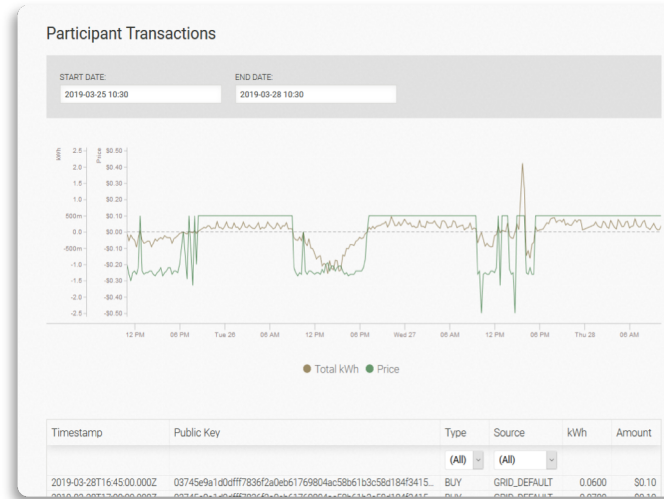 Participant Transactions
START DATE: END DATE:
2019-03-25 10:30 2019-03-28 10:30
kWh Price
2.5 $0.50
2.0 $0.40
1.5 $0.30
1.0 $0.20
500m $0.10
0.0 $0.00
-500m -$0.10
-1.0 -$0.20
-1.5 -$0.30
-2.0 -$0.40
-2.5 -$0.50
12 PM 06 PM Tue 26 06 AM 12 PM 06 PM Wed 27 06 AM 12 PM 06 PM Thu 28 06 AM
Total kWh Price
Timestamp Public Key Type Source kWh Amount
(All) (All)
2019-03-28T16:45:00.000Z 03745e9a1d0dfff7836f2a0eb61769804ac58b61b3c58d184f3415... BUY GRID_DEFAULT 0.0600 $0.10